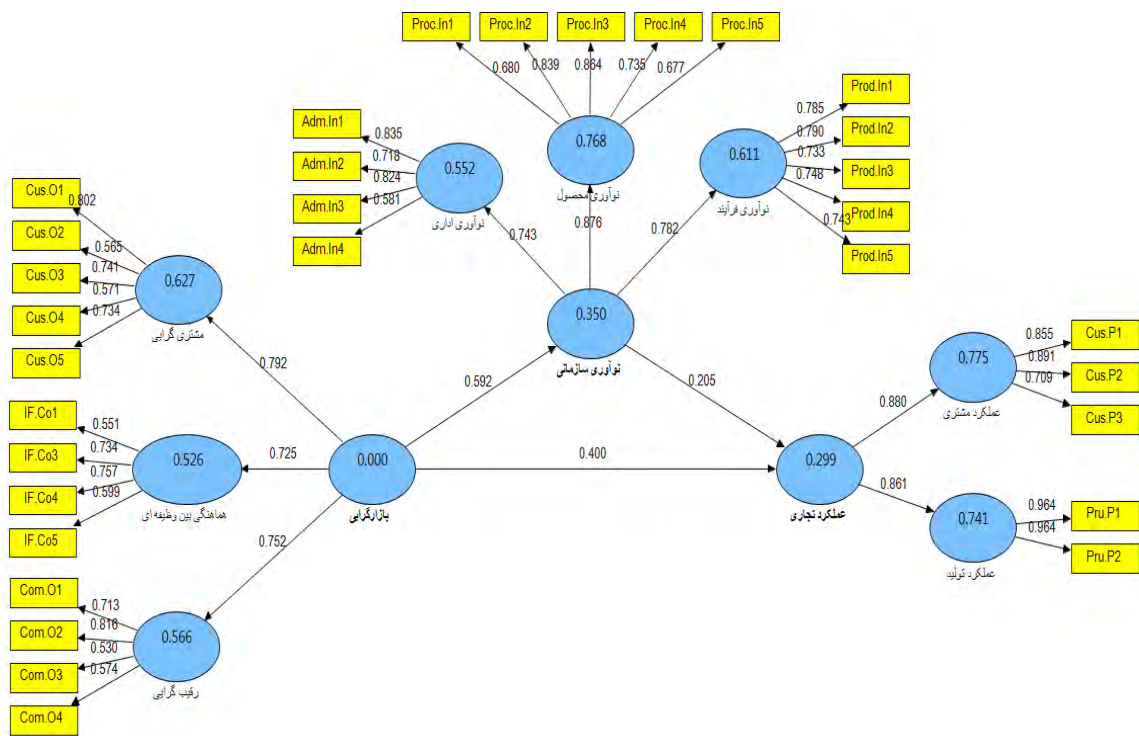 Proc.In1
Proc.In2
Proc.In3
Proc.In4
Proc.In5
0.680
0.839
0.864
0.735
0.677
0.768
نوآوری محصول
Adm.In1
Adm.In2
Adm.In3
Adm.In4
0.835
0.718
0.824
0.581
0.552
نوآوری اداری
Prod.In1
Prod.In2
Prod.In3
Prod.In4
Prod.In5
0.785
0.790
0.733
0.748
0.743
0.611
نوآوری فرآیند
0.743
0.876
0.782
0.350
نوآوری سازمانی
Cus.O1
Cus.O2
Cus.O3
Cus.O4
Cus.O5
0.802
0.565
0.741
0.571
0.734
0.627
مشتری گرایی
0.792
0.592
0.205
IF.Co1
IF.Co3
IF.Co4
IF.Co5
0.551
0.734
0.757
0.599
0.526
هماهنگی بین وظیفه ای
0.725
0.000
بازارگرایی
0.400
0.299
عملکرد تجاری
0.880
0.861
0.775
عملکرد مشتری
0.855
0.891
0.709
Cus.P1
Cus.P2
Cus.P3
0.741
عملکرد تولید
0.964
0.964
Pru.P1
Pru.P2
0.752
Com.O1
Com.O2
Com.O3
Com.O4
0.713
0.816
0.530
0.574
0.566
رقیب گرایی